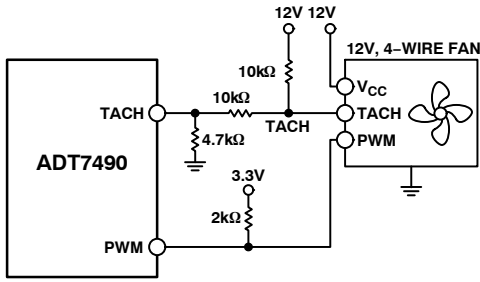 12V 12V
12V, 4–WIRE FAN
10kΩ
VCC
10kΩ
TACH
TACH
TACH
4.7kΩ
PWM
ADT7490
3.3V
2kΩ
PWM